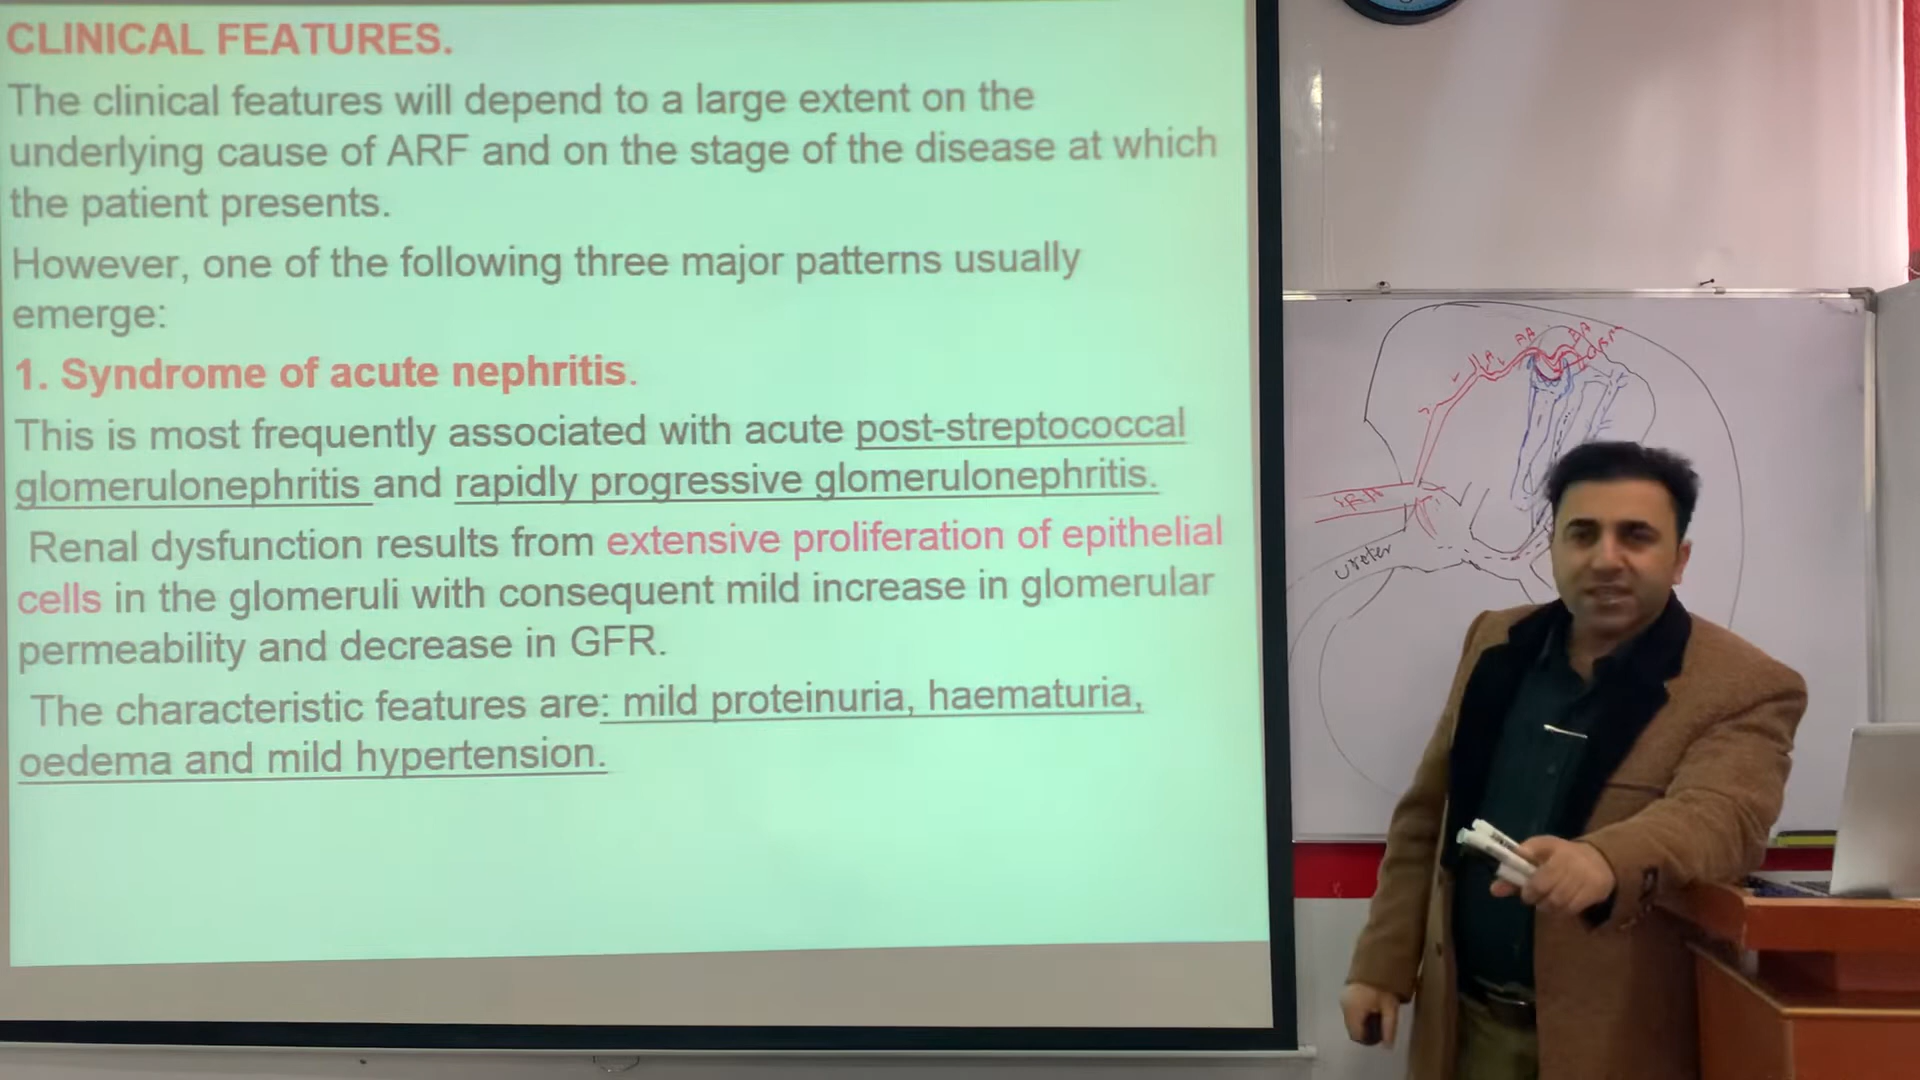 CLINICAL FEATURES.
The clinical features will depend to a large extent on the
underlying cause of ARF and on the stage of the disease at which
the patient presents.
However, one of the following three major patterns usually
emerge:
1. Syndrome of acute nephritis.
This is most frequently associated with acute post-streptococcal
glomerulonephritis and rapidly progressive glomerulonephritis.
Renal dysfunction results from extensive proliferation of epithelial
cells in the glomeruli with consequent mild increase in glomerular
permeability and decrease in GFR.
The characteristic features are: mild proteinuria, haematuria,
oedema and mild hypertension.
ureter